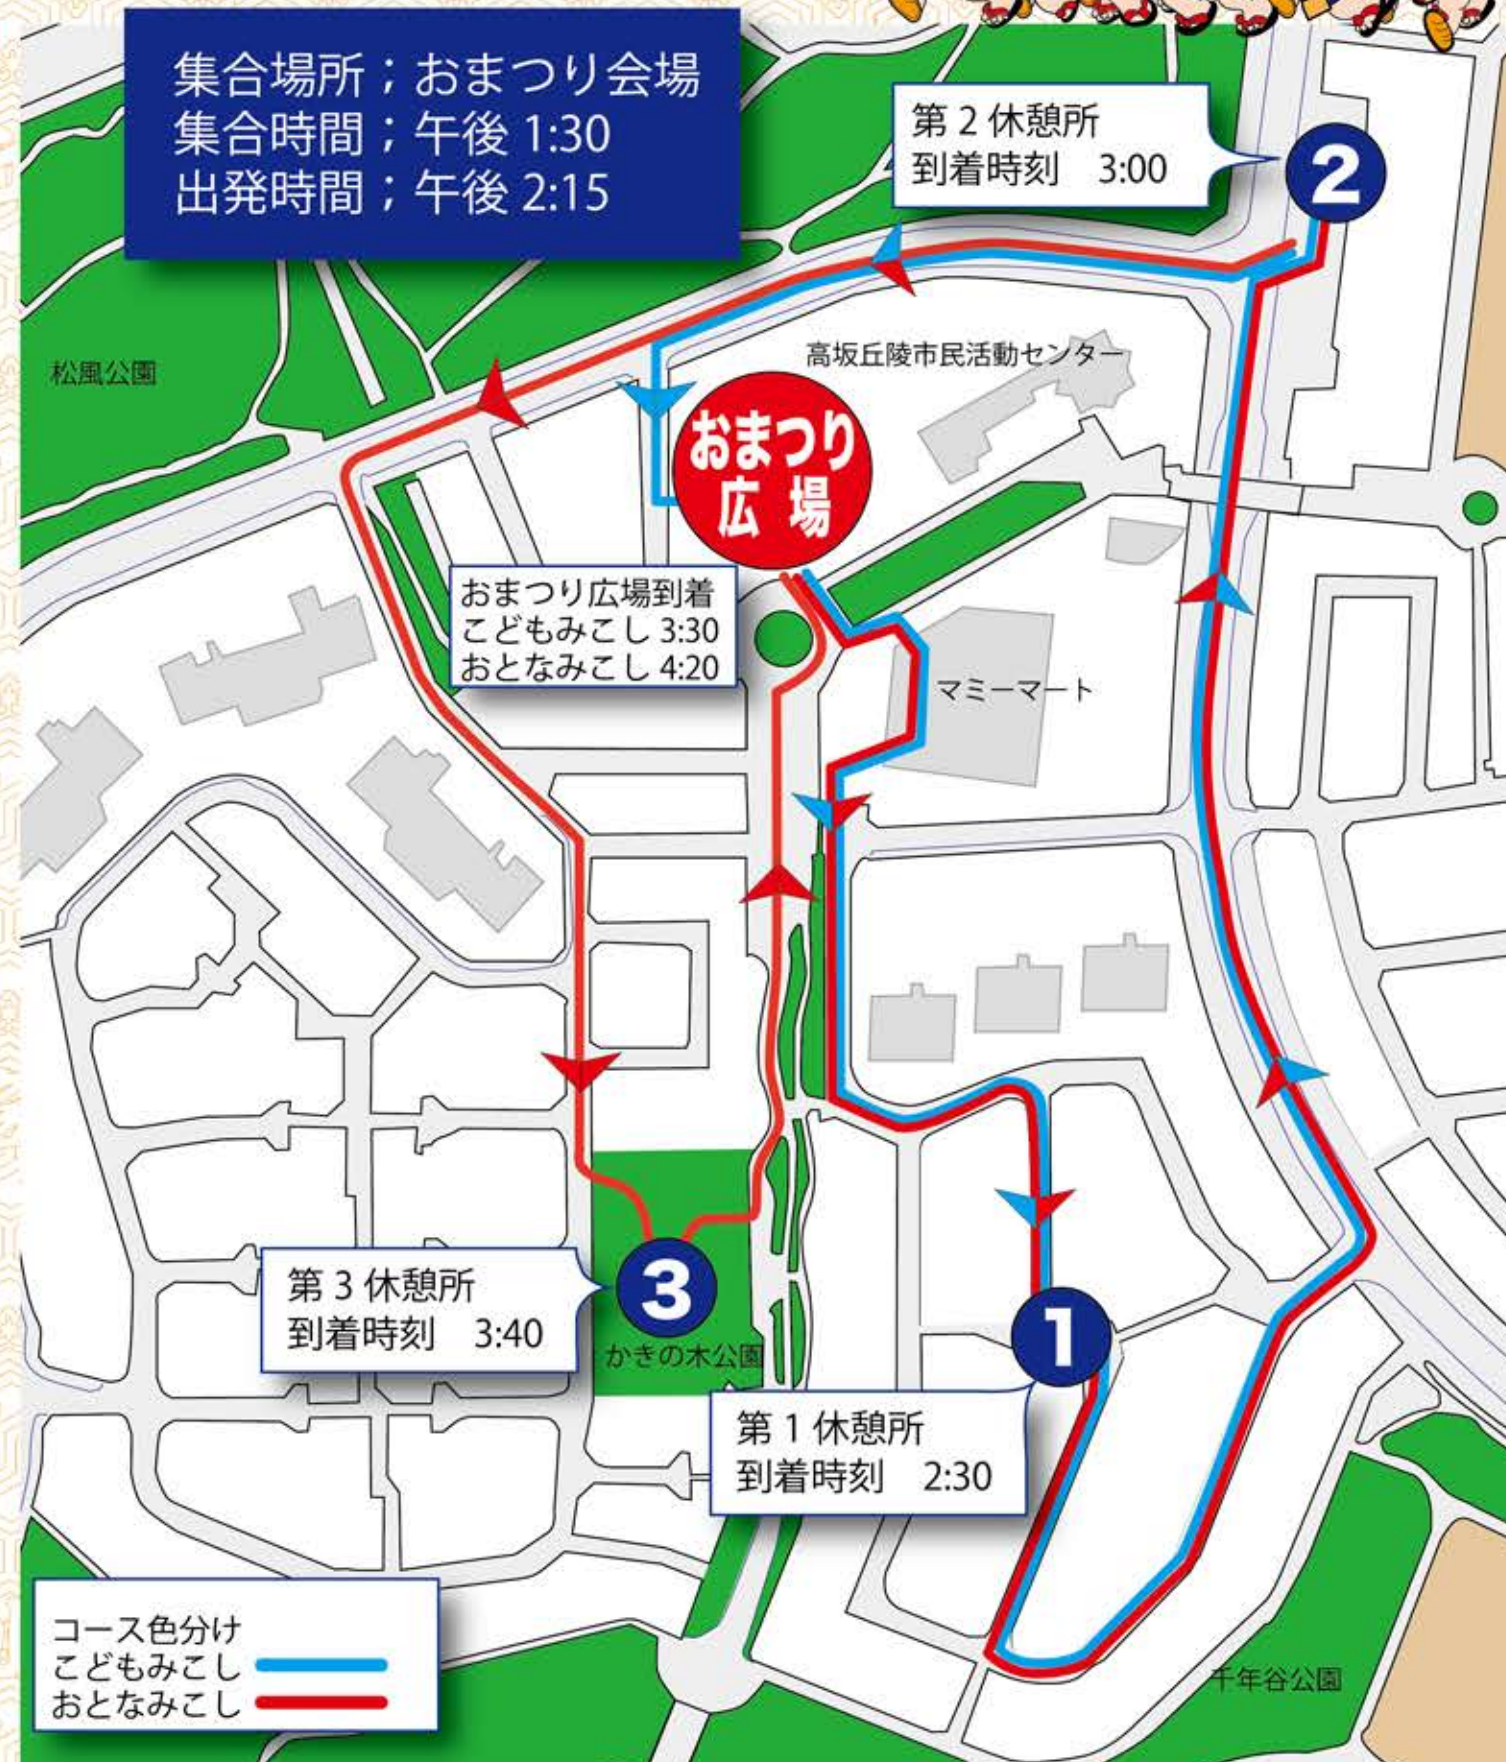 集合場所；おまつり会場
集合時間；午後 1:30
出発時間；午後 2:15
第 2 休憩所
到着時刻　3:00
2
松風公園
高坂丘陵市民活動センター
おまつり
広 場
おまつり広場到着
こどもみこし 3:30
おとなみこし 4:20
マミーマート
第 3 休憩所
到着時刻　3:40
3
かきの木公園
1
第 1 休憩所
到着時刻　2:30
コース色分け
こどもみこし
おとなみこし
千年谷公園